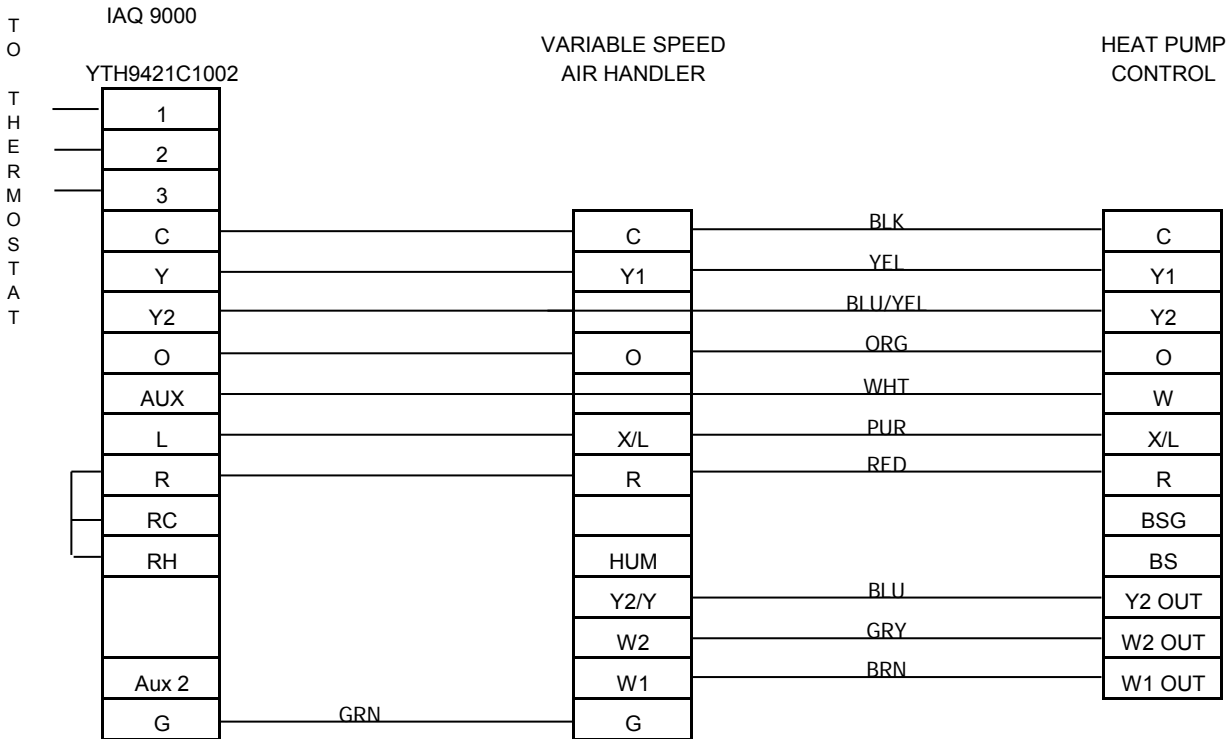 TO THERMOSTAT
IAQ 9000
YTH9421C1002
1
2
3
C
Y
Y2
O
AUX
L
R
RC
RH
Aux 2
G
GRN
VARIABLE SPEED
AIR HANDLER
C
Y1
O
X/L
R
HUM
Y2/Y
W2
W1
G
BLK
YEL
BLU/YEL
ORG
WHT
PUR
RED
BLU
GRY
BRN
HEAT PUMP
CONTROL
C
Y1
Y2
O
W
X/L
R
BSG
BS
Y2 OUT
W2 OUT
W1 OUT